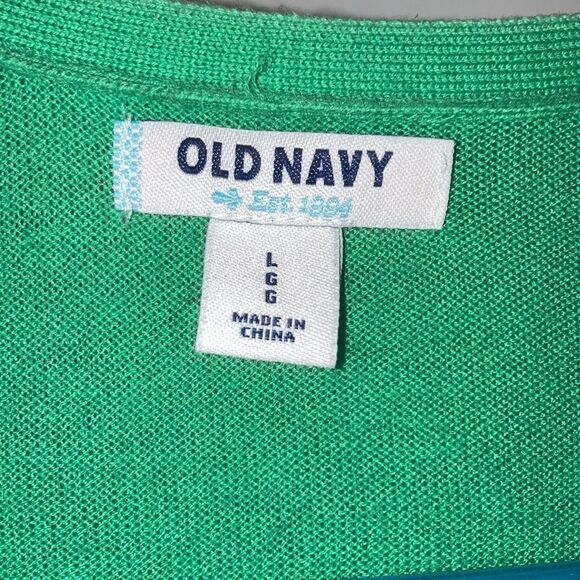 OLD NAVY
Est. 1994
L
G
G
MADE IN
CHINA